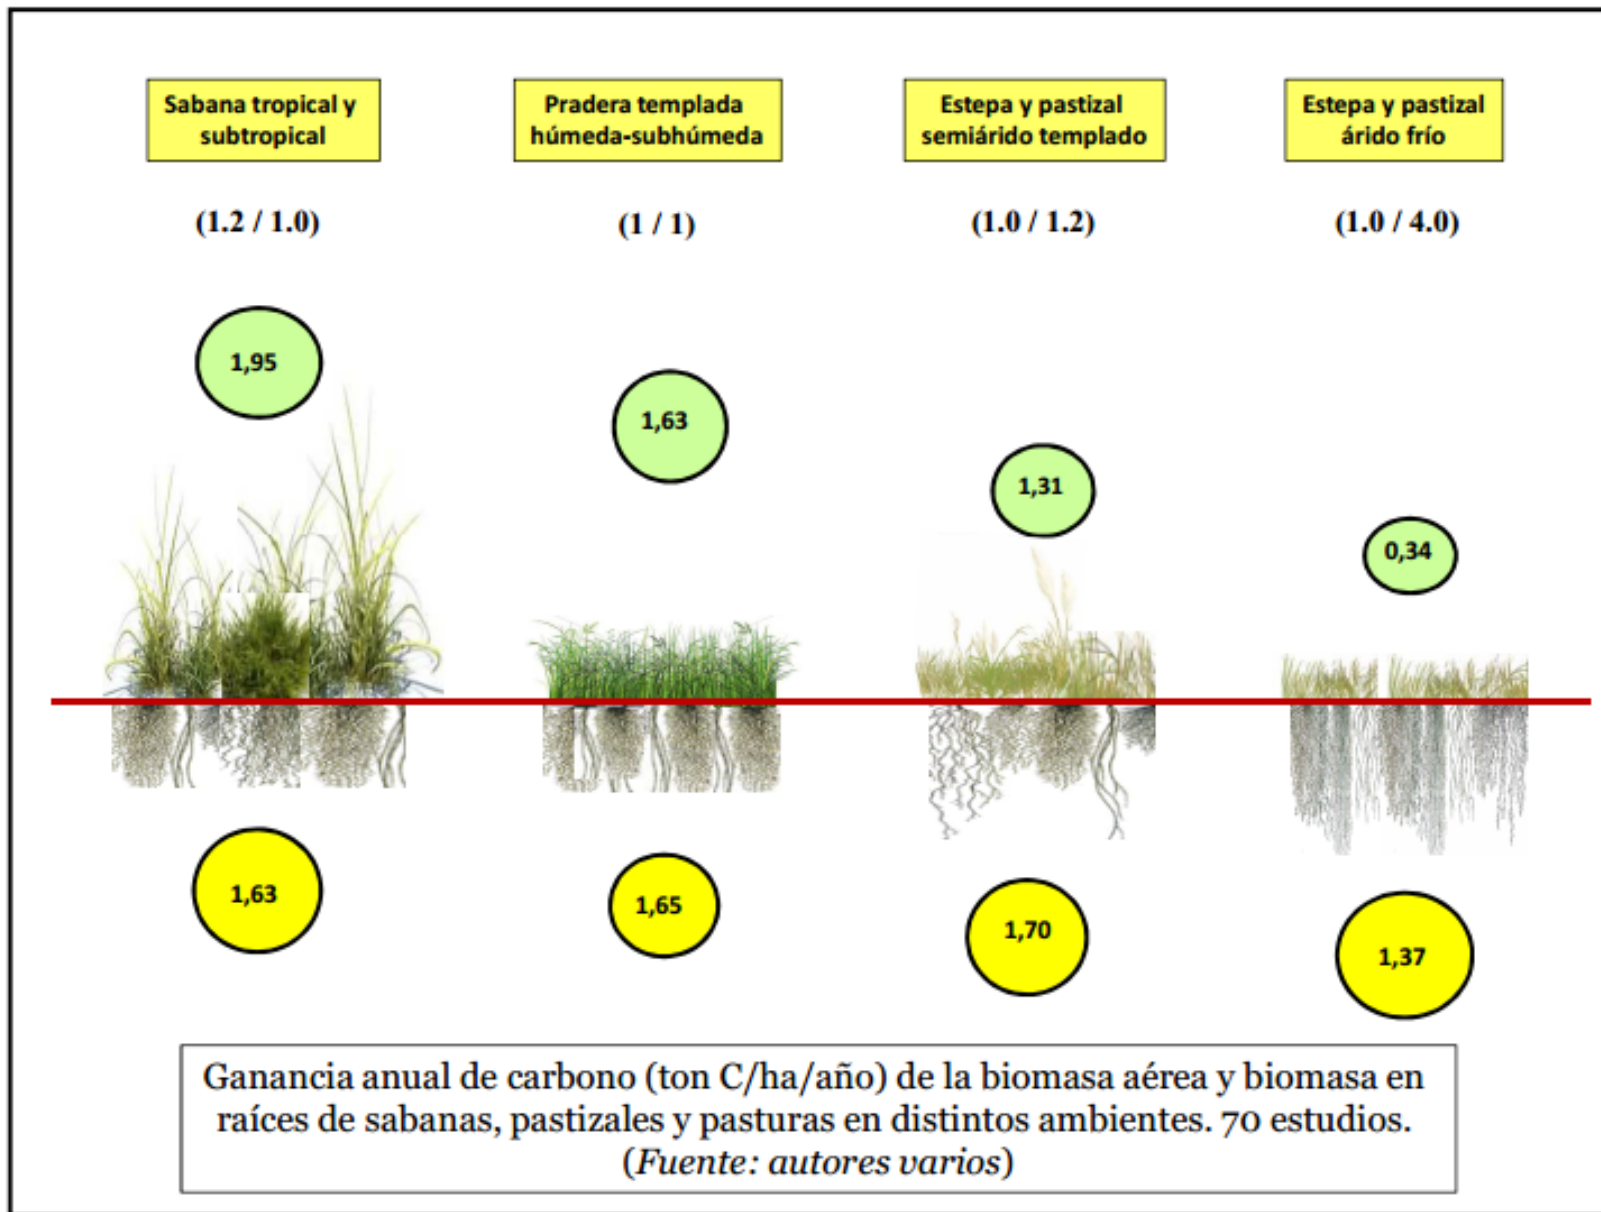 Sabana tropical y
subtropical
Pradera templada
húmeda-subhúmeda
Estepa y pastizal
semiárido templado
Estepa y pastizal
árido frío
(1.2 / 1.0)
(1 / 1)
(1.0 / 1.2)
(1.0 / 4.0)
1,95
1,63
1,31
0,34
1,63
1,65
1,70
1,37
Ganancia anual de carbono (ton C/ha/año) de la biomasa aérea y biomasa en
raíces de sabanas, pastizales y pasturas en distintos ambientes. 70 estudios.
(Fuente: autores varios)